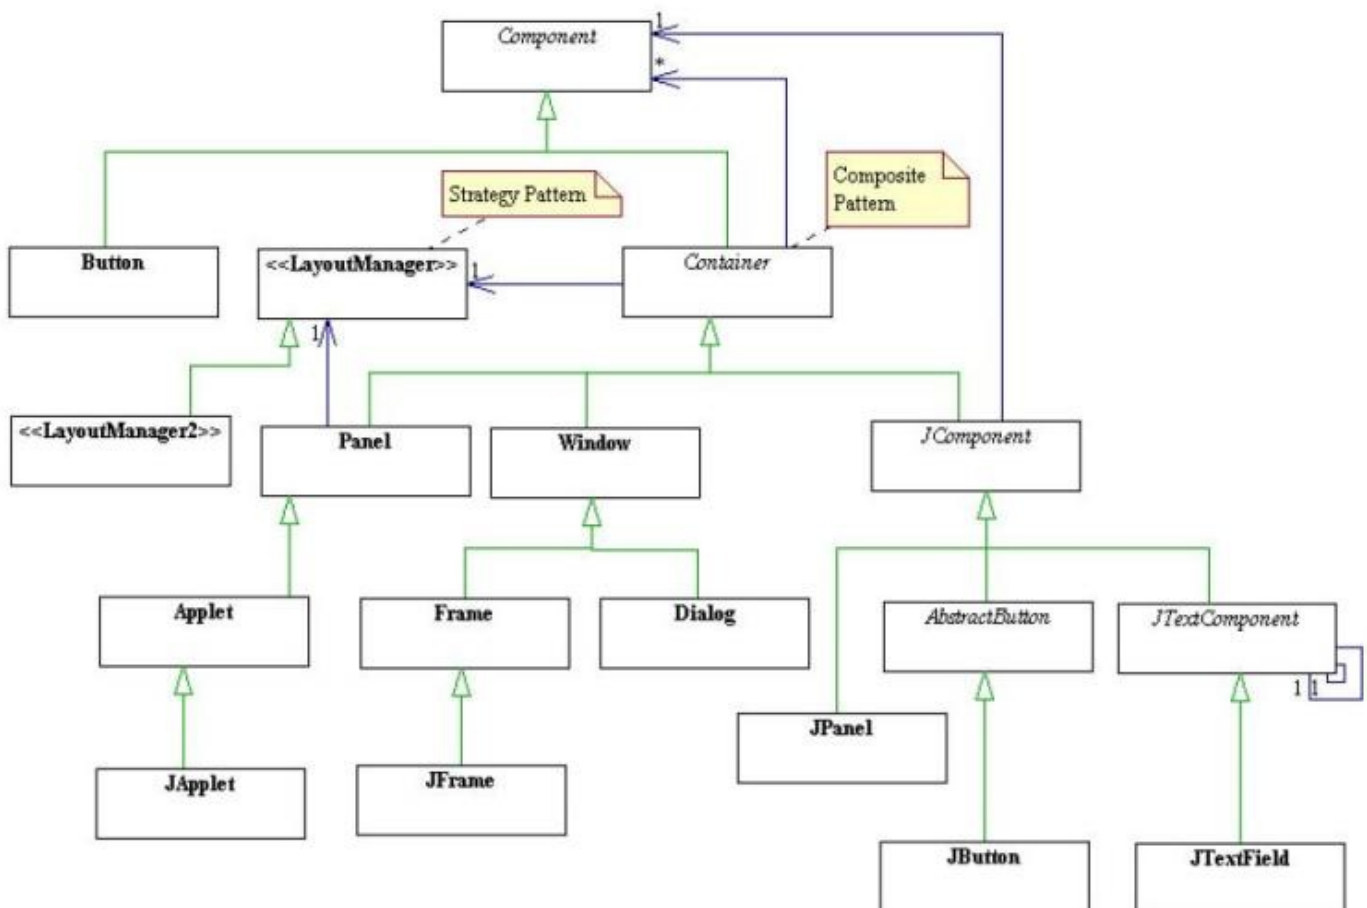 Component
1
*
Strategy Pattern
Composite
Pattern
Button
<<LayoutManager>>
1
Container
1
<<LayoutManager2>>
Panel
Window
JComponent
Applet
Frame
Dialog
AbstractButton
JTextComponent
1 1
JPanel
JApplet
JFrame
JButton
JTextField